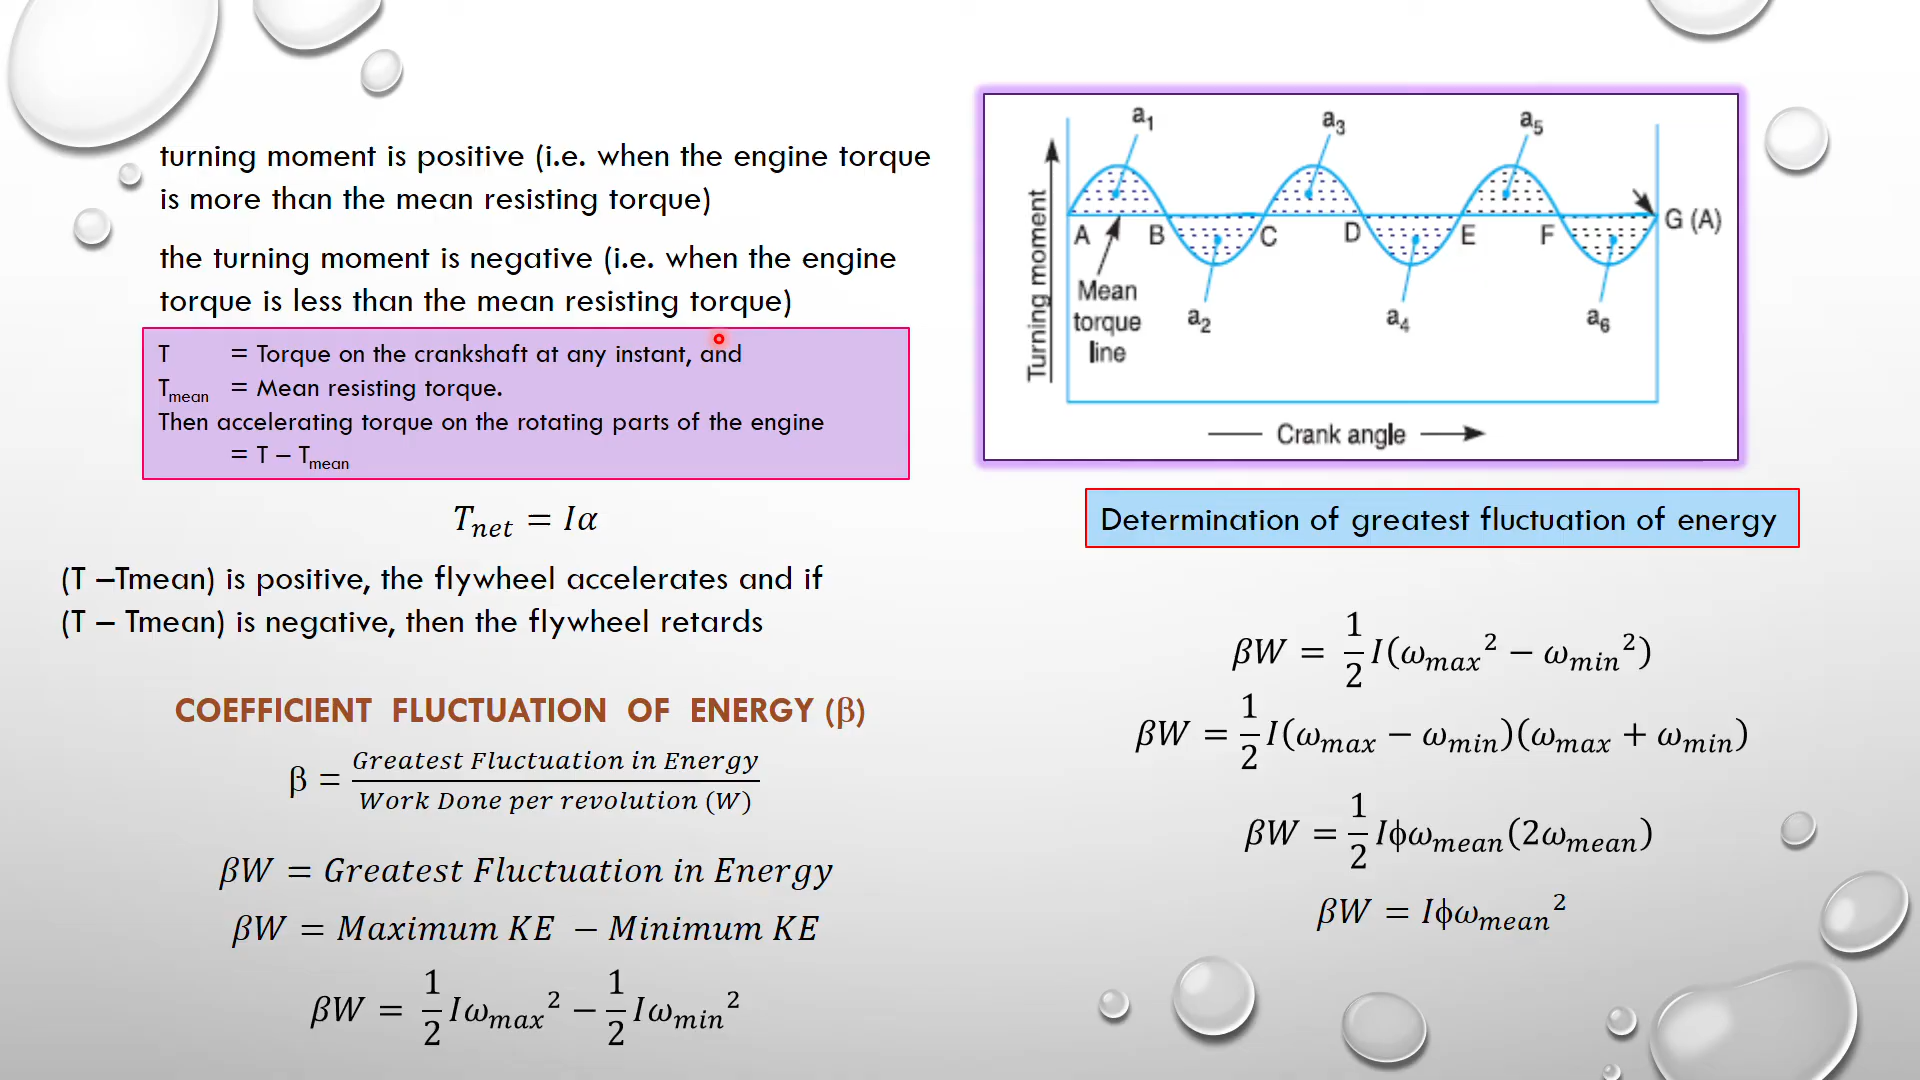 turning moment is positive (i.e. when the engine torque
is more than the mean resisting torque)
the turning moment is negative (i.e. when the engine
torque is less than the mean resisting torque)
T = Torque on the crankshaft at any instant, and
Tmean = Mean resisting torque.
Then accelerating torque on the rotating parts of the engine
= T – Tmean
Tnet = Iα
(T –Tmean) is positive, the flywheel accelerates and if
(T – Tmean) is negative, then the flywheel retards
COEFFICIENT FLUCTUATION OF ENERGY (β)
β = Greatest Fluctuation in Energy / Work Done per revolution (W)
βW = Greatest Fluctuation in Energy
βW = Maximum KE − Minimum KE
βW = 1/2 Iωmax² − 1/2 Iωmin²
a1
a3
a5
Turning moment
A
B
C
D
E
F
G (A)
Mean
torque
line
a2
a4
a6
Crank angle
Determination of greatest fluctuation of energy
βW = 1/2 I(ωmax² − ωmin²)
βW = 1/2 I(ωmax − ωmin)(ωmax + ωmin)
βW = 1/2 Iϕωmean(2ωmean)
βW = Iϕωmean²